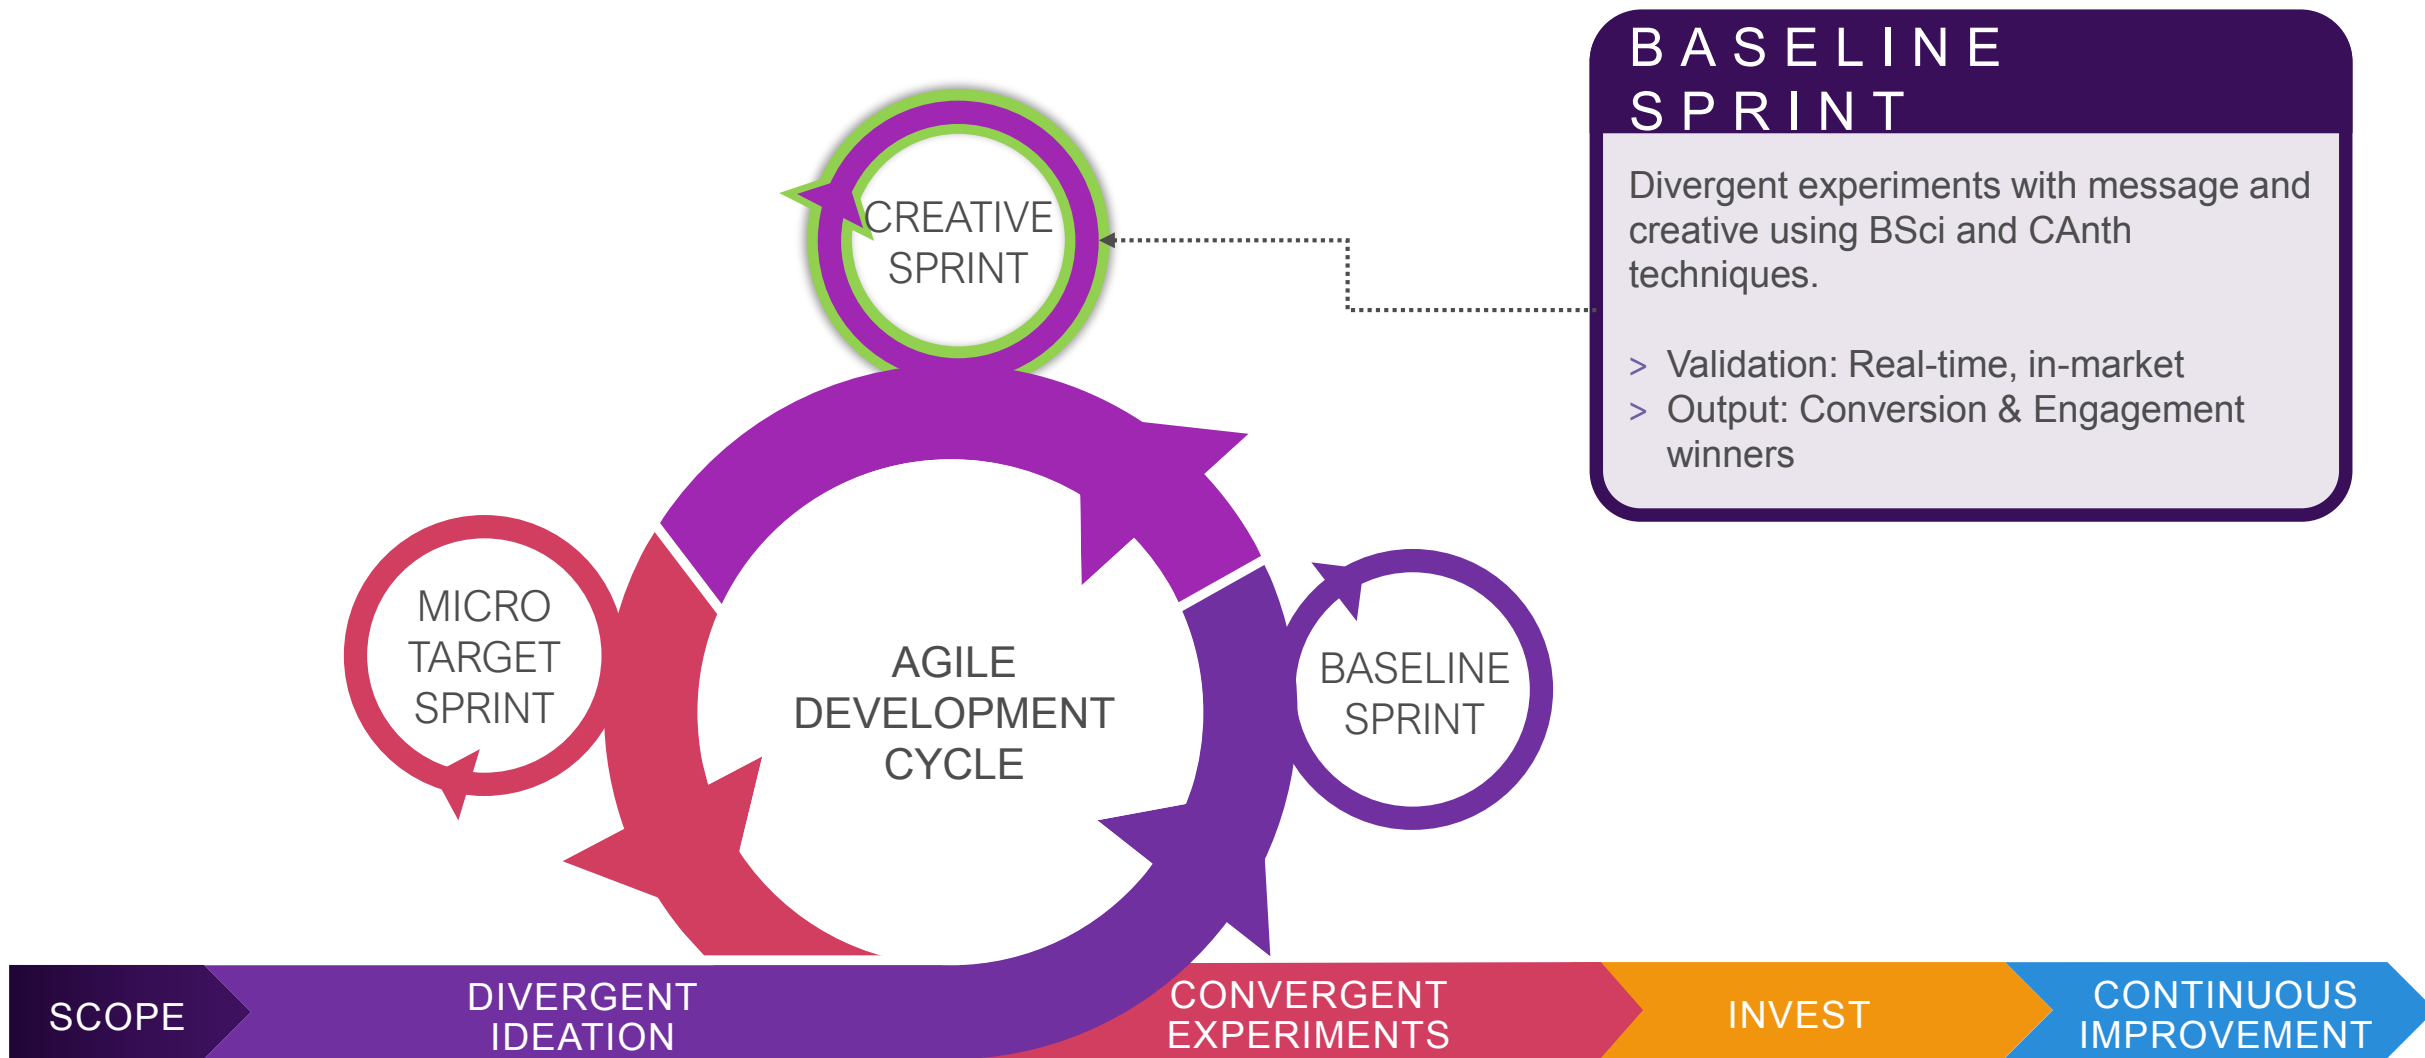 BASELINE
SPRINT
Divergent experiments with message and
creative using BSci and CAnth
techniques.
> Validation: Real-time, in-market
> Output: Conversion & Engagement
winners
CREATIVE
SPRINT
MICRO
TARGET
SPRINT
AGILE
DEVELOPMENT
CYCLE
BASELINE
SPRINT
SCOPE
DIVERGENT
IDEATION
CONVERGENT
EXPERIMENTS
INVEST
CONTINUOUS
IMPROVEMENT